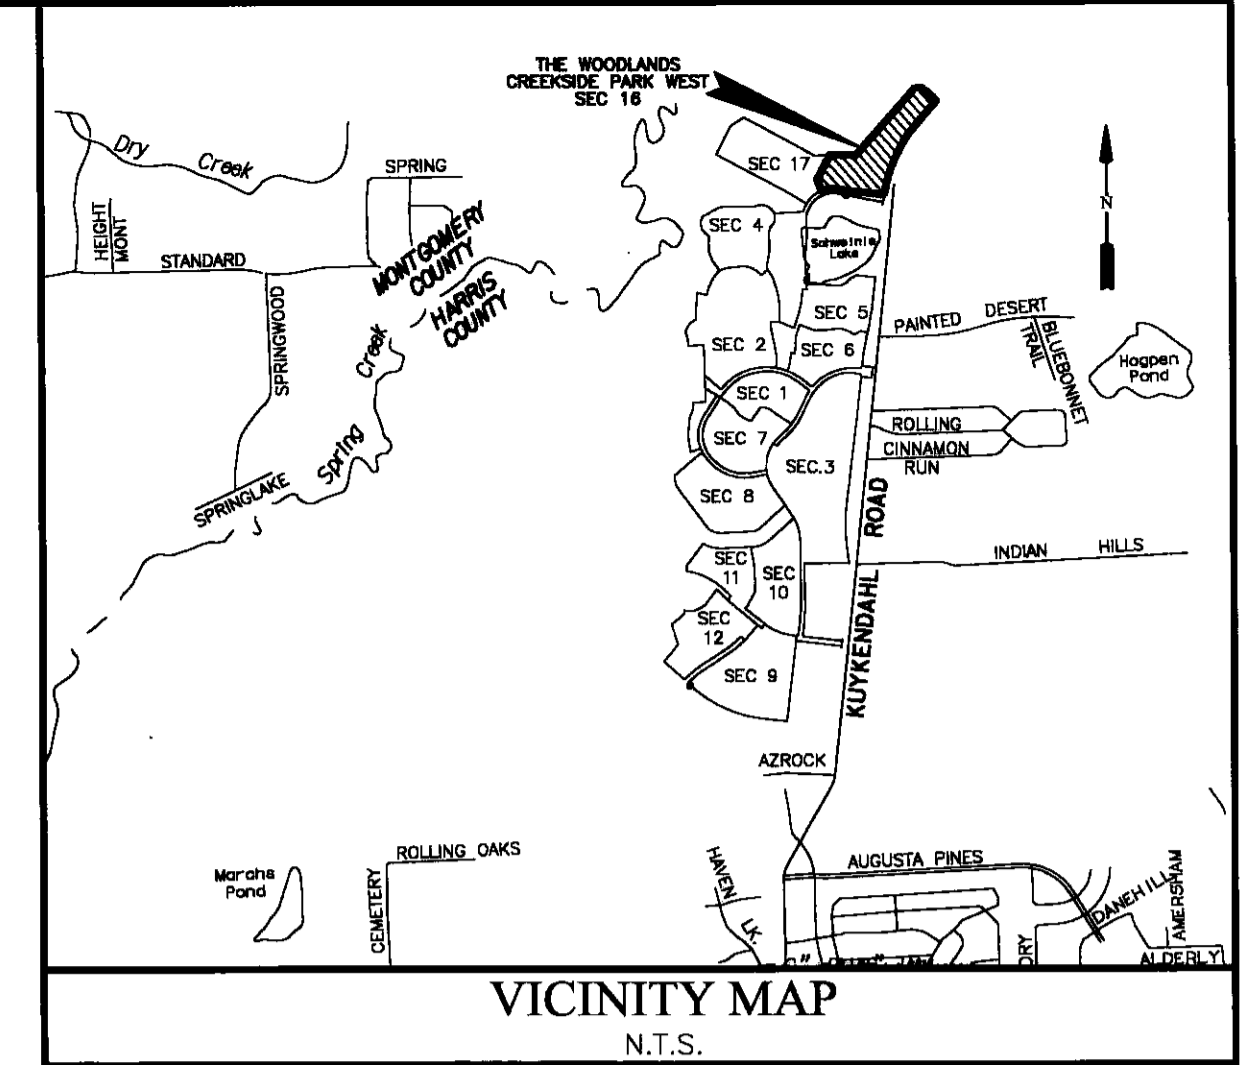 THE WOODLANDS
CREEKSIDE PARK WEST
SEC 16
Dry Creek
SPRING
SEC 17
HEIGHT
MONT
STANDARD
MONTGOMERY
COUNTY
HARRIS
COUNTY
SEC 4
Schweinle
Lake
N
SPRINGWOOD
Spring Creek
SEC 5
PAINTED DESERT
BLUEBONNET
TRAIL
SEC 2
SEC 6
Hogpen
Pond
SEC 1
ROLLING
SEC 7
CINNAMON
RUN
SEC.3
SPRINGLAKE
SEC 8
KUYKENDAHL ROAD
INDIAN HILLS
SEC
11
SEC
10
SEC
12
SEC 9
AZROCK
ROLLING OAKS
Marchs
Pond
CEMETERY
HAVEN
LK.
AUGUSTA PINES
DANEHILL
AMERSHAM
DRY
ALDERLY
VICINITY MAP
N.T.S.